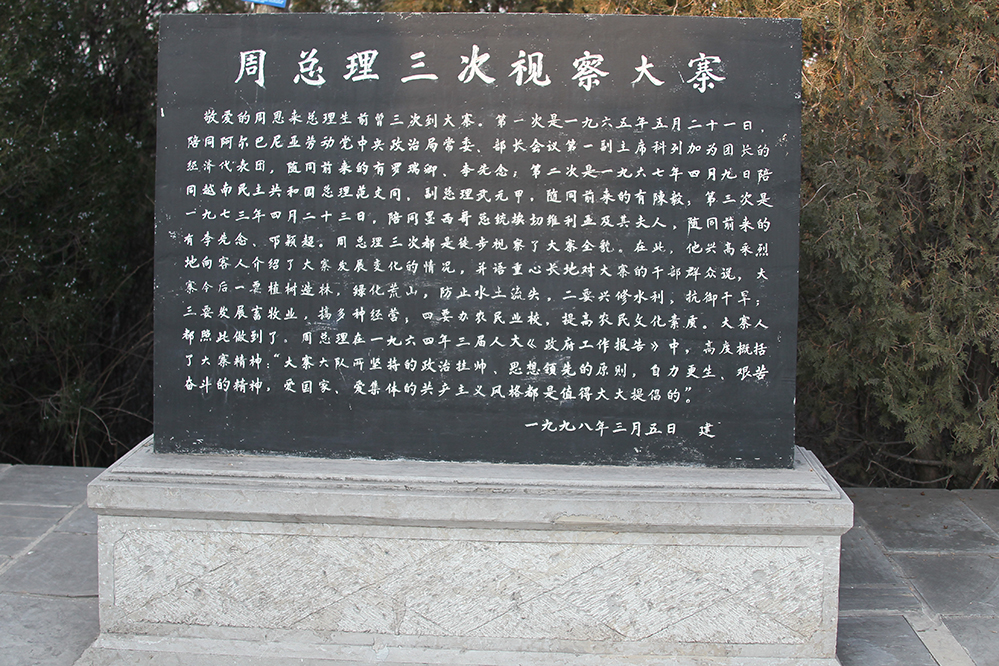 周总理三次视察大寨
敬爱的周恩来总理生前曾三次到大寨。第一次是一九六五年五月二十一日，
陪同阿尔巴尼亚劳动党中央政治局常委、部长会议第一副主席科列加为团长的
经济代表团，随同前来的有罗瑞卿、李先念；第二次是一九六七年四月九日陪
同越南民主共和国总理范文同，副总理武元甲，随同前来的有陈毅；第三次是
一九七三年四月二十三日，陪同墨西哥总统埃切维利亚及其夫人，随同前来的
有李先念、邓颖超。周总理三次都是徒步视察了大寨全貌。在此，他兴高采烈
地向客人介绍了大寨发展变化的情况，并语重心长地对大寨的干部群众说，大
寨今后一要植树造林，绿化荒山，防止水土流失，二要兴修水利，抗御干旱；
三要发展畜牧业，搞多种经营；四要办农民业校，提高农民文化素质。大寨人
都照此做到了。周总理在一九六四年三届人大《政府工作报告》中，高度概括
了大寨精神：“大寨大队所坚持的政治挂帅、思想领先的原则，自力更生、艰苦
奋斗的精神，爱国家、爱集体的共产主义风格都是值得大大提倡的”。
一九九八年三月五日 建